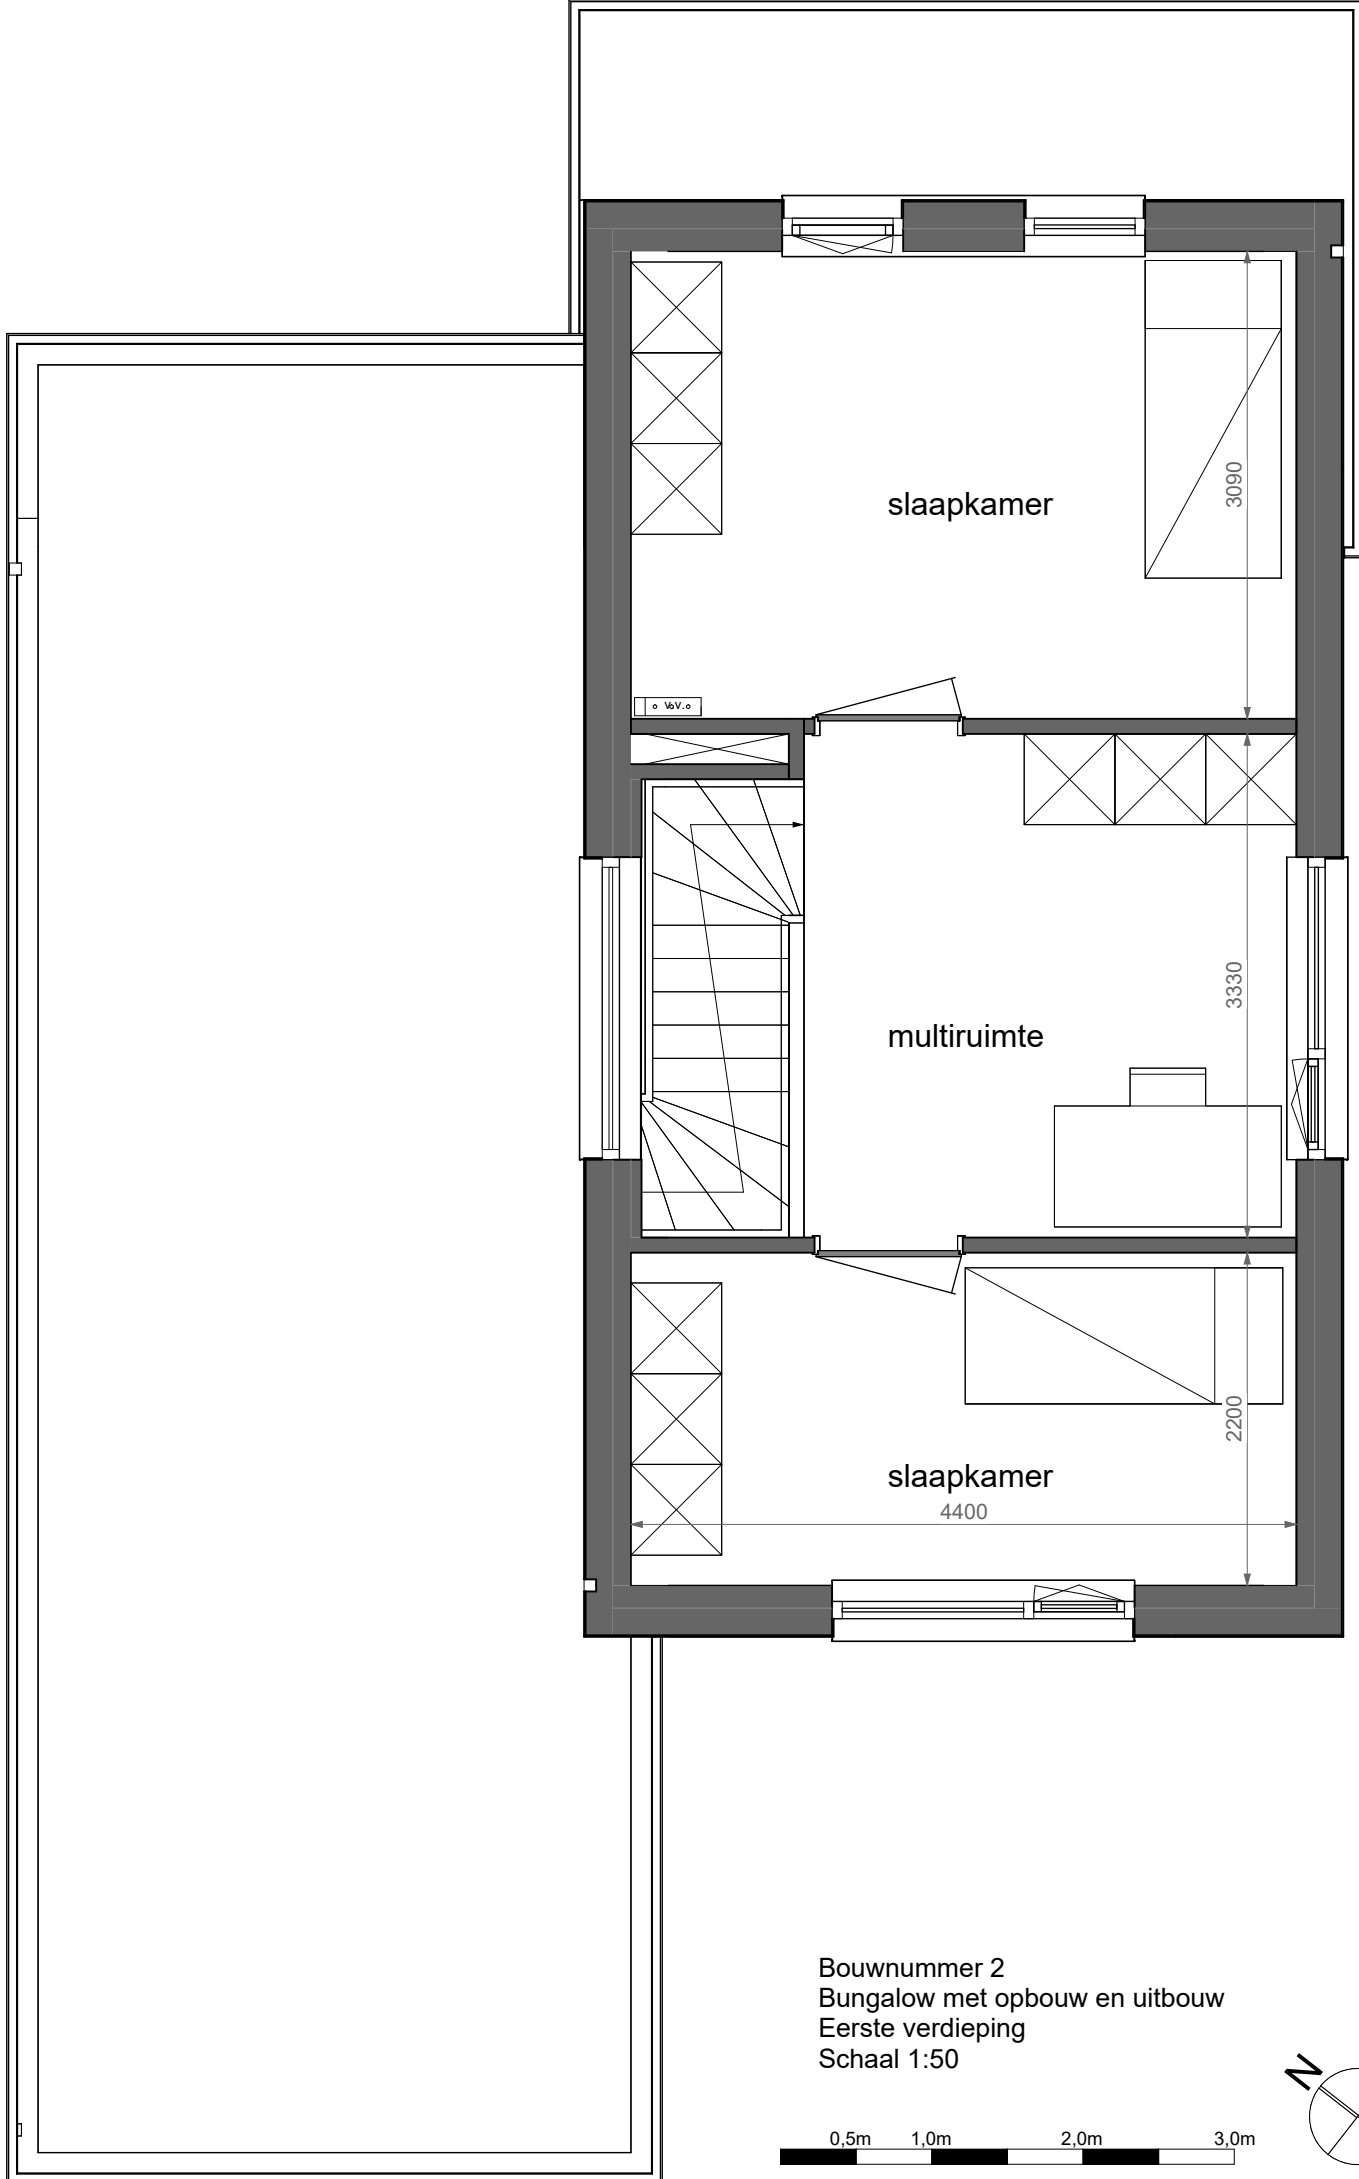 slaapkamer
3090
VaV.
multiruimte
3330
slaapkamer
2200
4400
Bouwnummer 2
Bungalow met opbouw en uitbouw
Eerste verdieping
Schaal 1:50
N
0,5m 1,0m 2,0m 3,0m